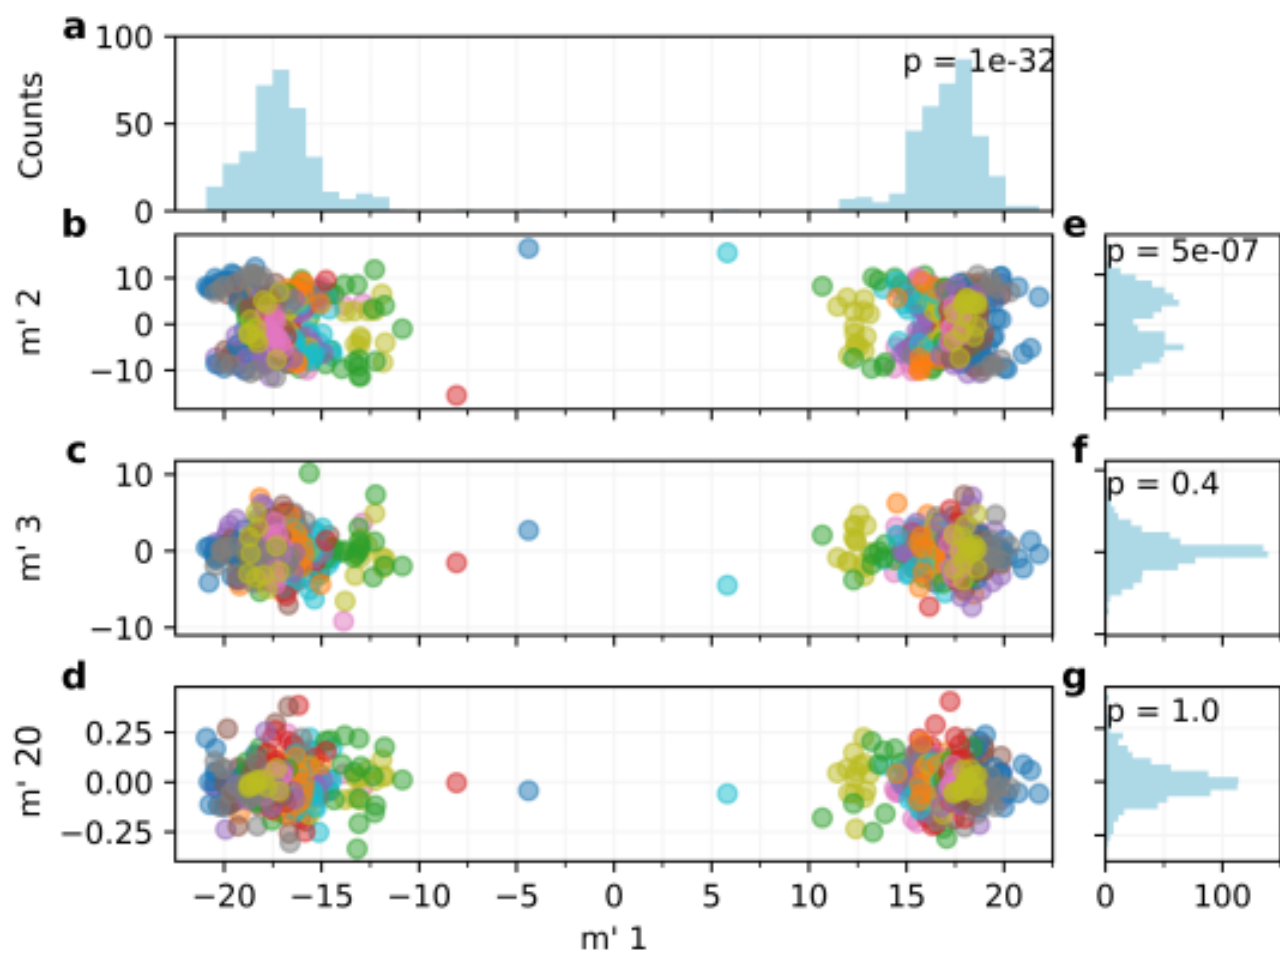 a
100
50
0
Counts
p = 1e-32
b
10
0
−10
m' 2
e
p = 5e-07
c
10
0
−10
m' 3
f
p = 0.4
d
0.25
0.00
−0.25
m' 20
g
p = 1.0
−20 −15 −10 −5 0 5 10 15 20
m' 1
0 100